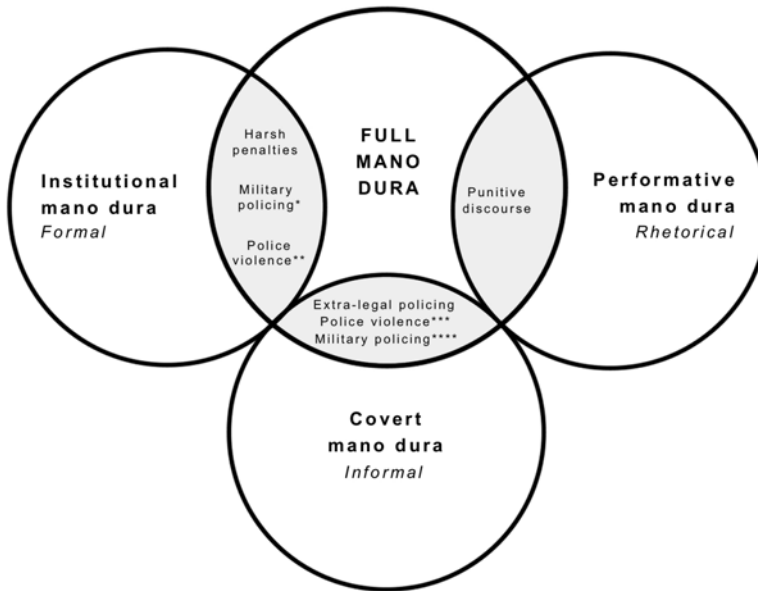 Harsh
penalties
Military
policing*
Police
violence**
FULL
MANO
DURA
Punitive
discourse
Institutional
mano dura
Formal
Performative
mano dura
Rhetorical
Extra-legal policing
Police violence***
Military policing****
Covert
mano dura
Informal